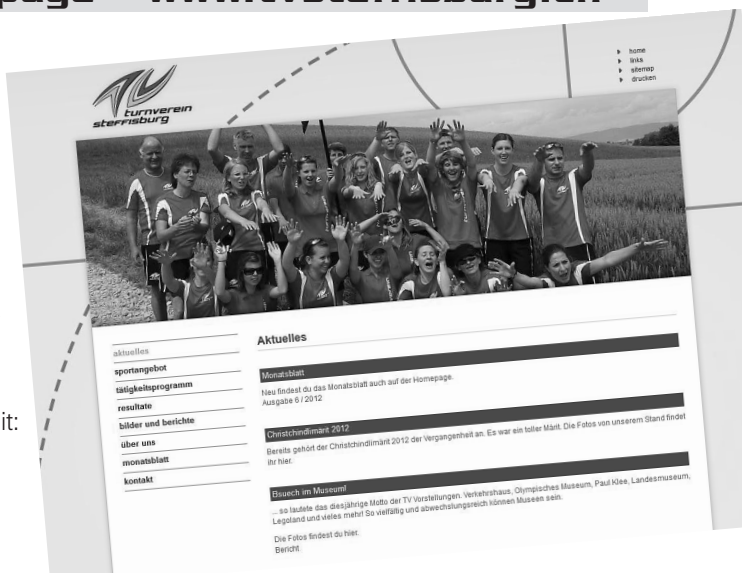 www.tvsteffisburg.ch
home
links
sitemap
drucken
turnverein
steffisburg
aktuelles
sportangebot
tätigkeitsprogramm
resultate
bilder und berichte
über uns
monatsblatt
kontakt
it:
Aktuelles
Monatsblatt
Neu findest du das Monatsblatt auch auf der Homepage.
Ausgabe 6 / 2012
Christchindlimärit 2012
Bereits gehört der Christchindlimärit 2012 der Vergangenheit an. Es war ein toller Märit. Die Fotos von unserem Stand findet
ihr hier.
Bsuech im Museum!
... so lautete das diesjährige Motto der TV Vorstellungen. Verkehrshaus, Olympisches Museum, Paul Klee, Landesmuseum,
Legoland und vieles mehr! So vielfältig und abwechslungsreich können Museen sein.
Die Fotos findest du hier.
Bericht